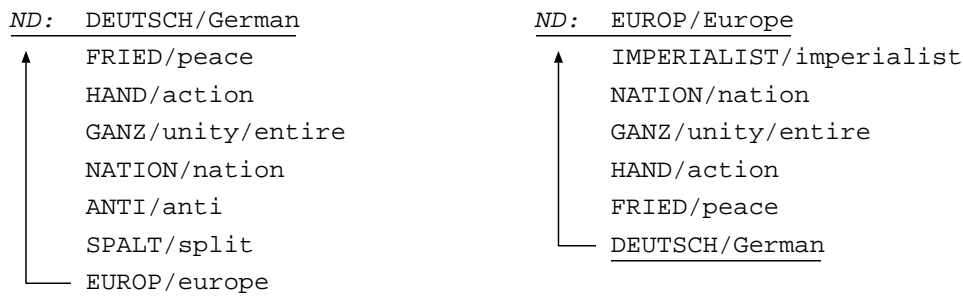 ND: DEUTSCH/German
FRIED/peace
HAND/action
GANZ/unity/entire
NATION/nation
ANTI/anti
SPALT/split
EUROP/europe
ND: EUROP/Europe
IMPERIALIST/imperialist
NATION/nation
GANZ/unity/entire
HAND/action
FRIED/peace
DEUTSCH/German